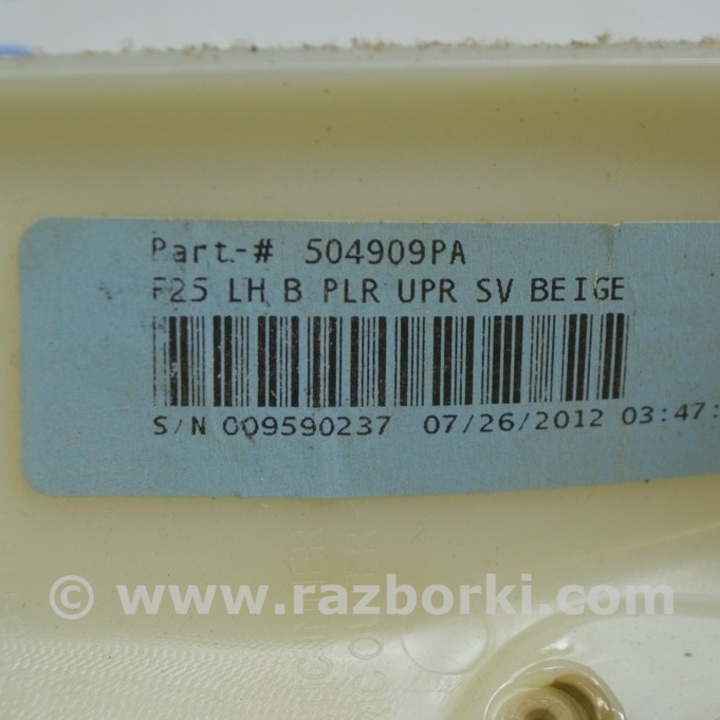 Part-# 504909PA
F25 LH B PLR UPR SV BEIGE
S/N 009590237 07/26/2012 03:47:
© www.razborki.com